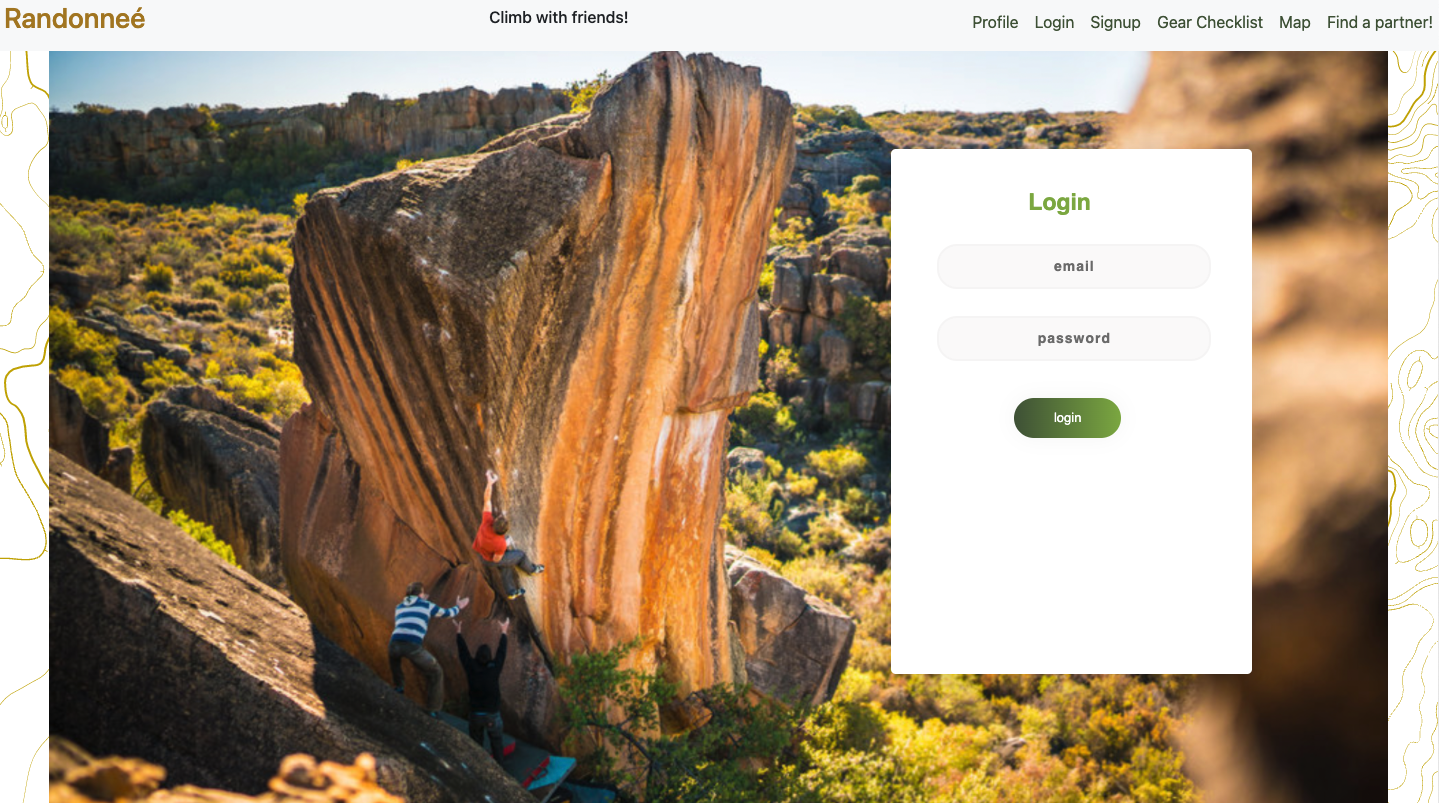 Randonneé
Climb with friends!
Profile Login Signup Gear Checklist Map Find a partner!
Login
email
password
login